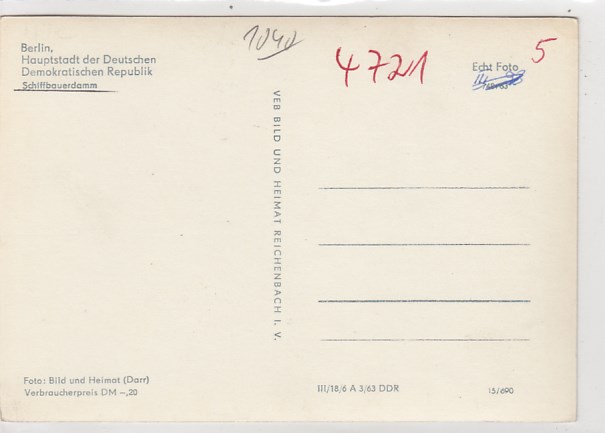 Berlin,
Hauptstadt der Deutschen
Demokratischen Republik
Schiffbauerdamm
4721
Echt Foto
5
VEB BILD UND HEIMAT REICHENBACH I. V.
Foto: Bild und Heimat (Darr)
Verbraucherpreis DM –,20
III/18/6 A 3/63 DDR
15/690